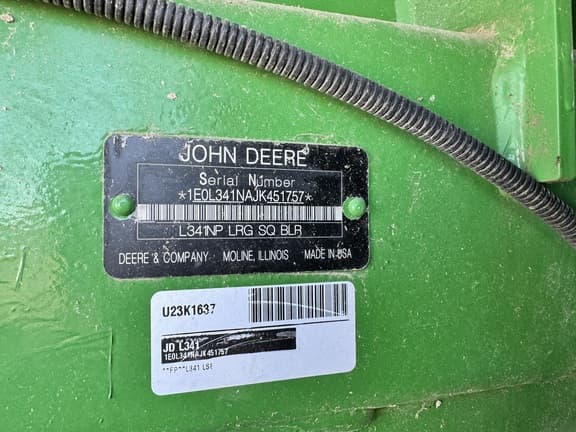 JOHN DEERE
Serial Number
*1E0L341NAJK451757*
L341NP LRG SQ BLR
DEERE & COMPANY MOLINE, ILLINOIS MADE IN USA
U23K1637
JD L341
1E0L341NAJK451757